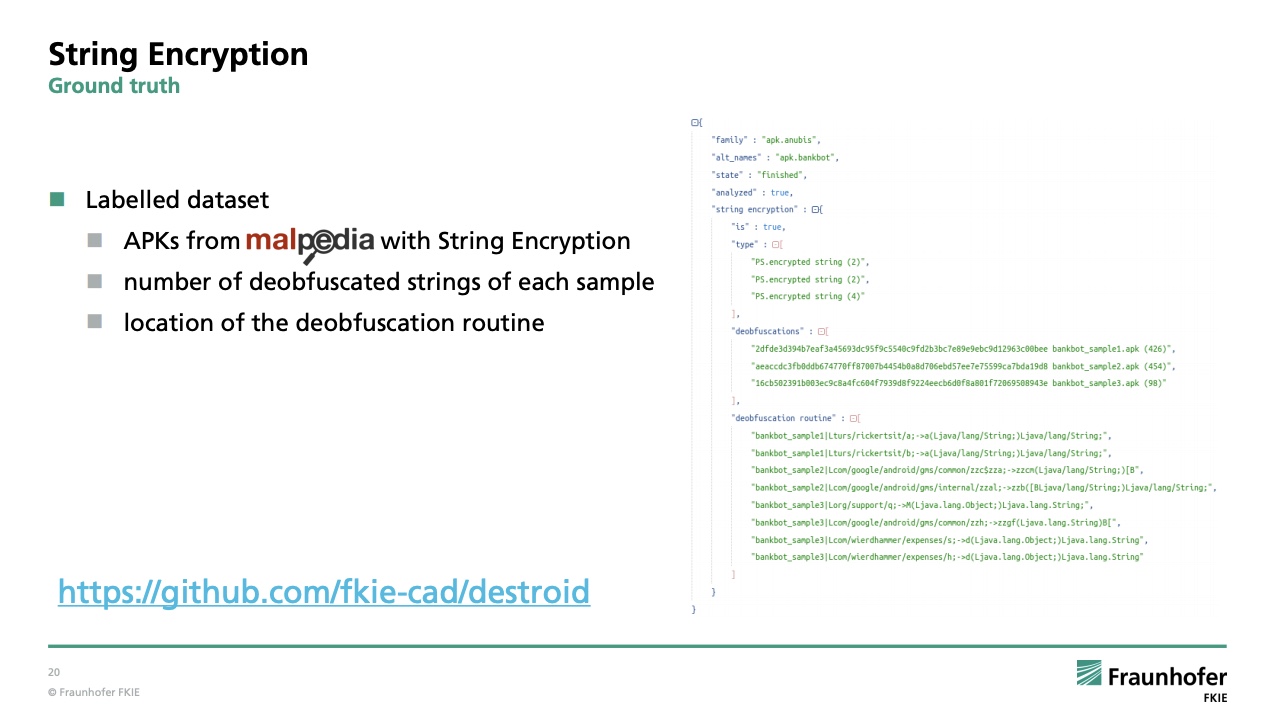 String Encryption
Ground truth
Labelled dataset
APKs from malpedia with String Encryption
number of deobfuscated strings of each sample
location of the deobfuscation routine
https://github.com/fkie-cad/destroid
{
"family" : "apk.anubis",
"alt_names" : "apk.bankbot",
"state" : "finished",
"analyzed" : true,
"string encryption" : {
"is" : true,
"type" : [
"PS.encrypted string (2)",
"PS.encrypted string (2)",
"PS.encrypted string (4)"
],
"deobfuscations" : [
"2dfde3d394b7eaf3a45693dc95f9c5540c9fd2b3bc7e89e9ebc9d12963c00bee bankbot_sample1.apk (426)",
"aeaccdc3fb0ddb674770ff87007b4454b0a8d706ebd57ee7e75599ca7bda19d8 bankbot_sample2.apk (454)",
"16cb502391b003ec9c8a4fc604f7939d8f9224eecb6d0f8a801f72069508943e bankbot_sample3.apk (98)"
],
"deobfuscation routine" : [
"bankbot_sample1|Lturs/rickertsit/a;->a(Ljava/lang/String;)Ljava/lang/String;",
"bankbot_sample1|Lturs/rickertsit/b;->a(Ljava/lang/String;)Ljava/lang/String;",
"bankbot_sample2|Lcom/google/android/gms/common/zzc$zza;->zzcm(Ljava/lang/String;)[B",
"bankbot_sample2|Lcom/google/android/gms/internal/zzal;->zzb([BLjava/lang/String;)Ljava/lang/String;",
"bankbot_sample3|Lorg/support/q;->M(Ljava.lang.Object;)Ljava.lang.String;",
"bankbot_sample3|Lcom/google/android/gms/common/zzh;->zzgf(Ljava.lang.String)B[",
"bankbot_sample3|Lcom/wierdhammer/expenses/s;->d(Ljava.lang.Object;)Ljava.lang.String",
"bankbot_sample3|Lcom/wierdhammer/expenses/h;->d(Ljava.lang.Object;)Ljava.lang.String"
]
}
}
20
© Fraunhofer FKIE
Fraunhofer
FKIE